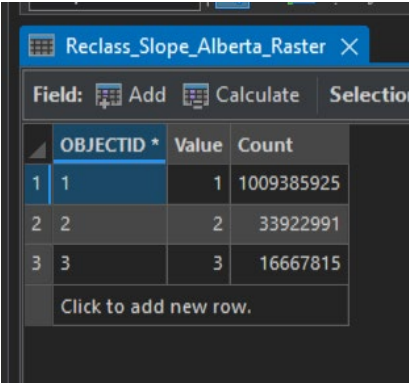 Reclass_Slope_Alberta_Raster
Field: Add Calculate Selection
OBJECTID * Value Count
1 1 1 1009385925
2 2 2 33922991
3 3 3 16667815
Click to add new row.